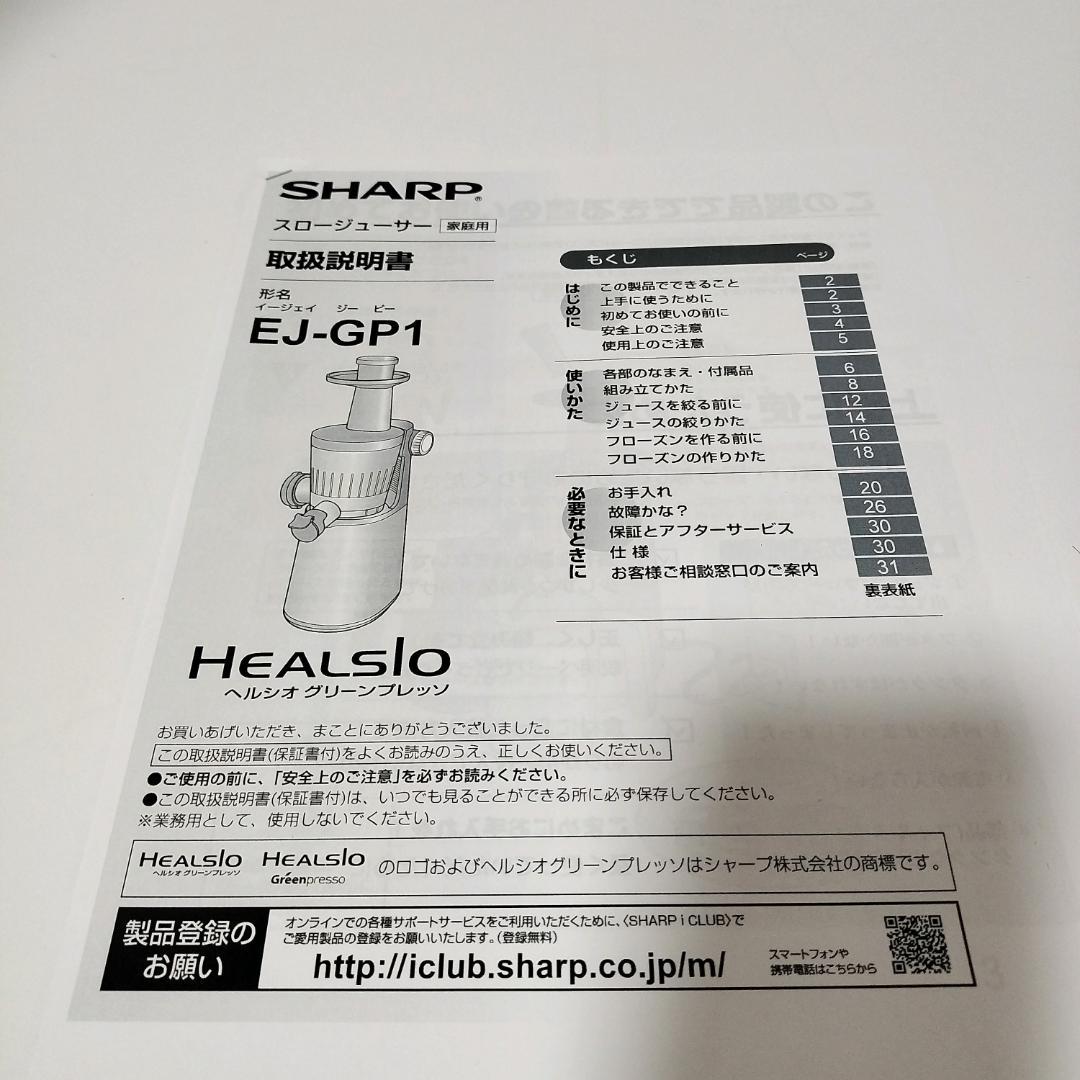 SHARP®
スロージューサー 家庭用
取扱説明書
形名
イージェイ ジー ピー
EJ-GP1
もくじ ページ
はじめに
この製品でできること 2
上手に使うために 2
初めてお使いの前に 3
安全上のご注意 4
使用上のご注意 5
使いかた
各部のなまえ・付属品 6
組み立てかた 8
ジュースを絞る前に 12
ジュースの絞りかた 14
フローズンを作る前に 16
フローズンの作りかた 18
必要なときに
お手入れ 20
故障かな? 26
保証とアフターサービス 30
仕様 30
お客様ご相談窓口のご案内 31
裏表紙
HEALSIO
ヘルシオ グリーンプレッソ
お買いあげいただき、まことにありがとうございました。
この取扱説明書(保証書付)をよくお読みのうえ、正しくお使いください。
●ご使用の前に、「安全上のご注意」を必ずお読みください。
●この取扱説明書(保証書付)は、いつでも見ることができる所に必ず保存してください。
※業務用として、使用しないでください。
HEALSIO ヘルシオ グリーンプレッソ HEALSIO Greenpresso のロゴおよびヘルシオグリーンプレッソはシャープ株式会社の商標です。
製品登録の
お願い
オンラインでの各種サポートサービスをご利用いただくために、〈SHARP i CLUB〉で
ご愛用製品の登録をお願いいたします。(登録無料)
http://iclub.sharp.co.jp/m/
スマートフォンや
携帯電話はこちらから